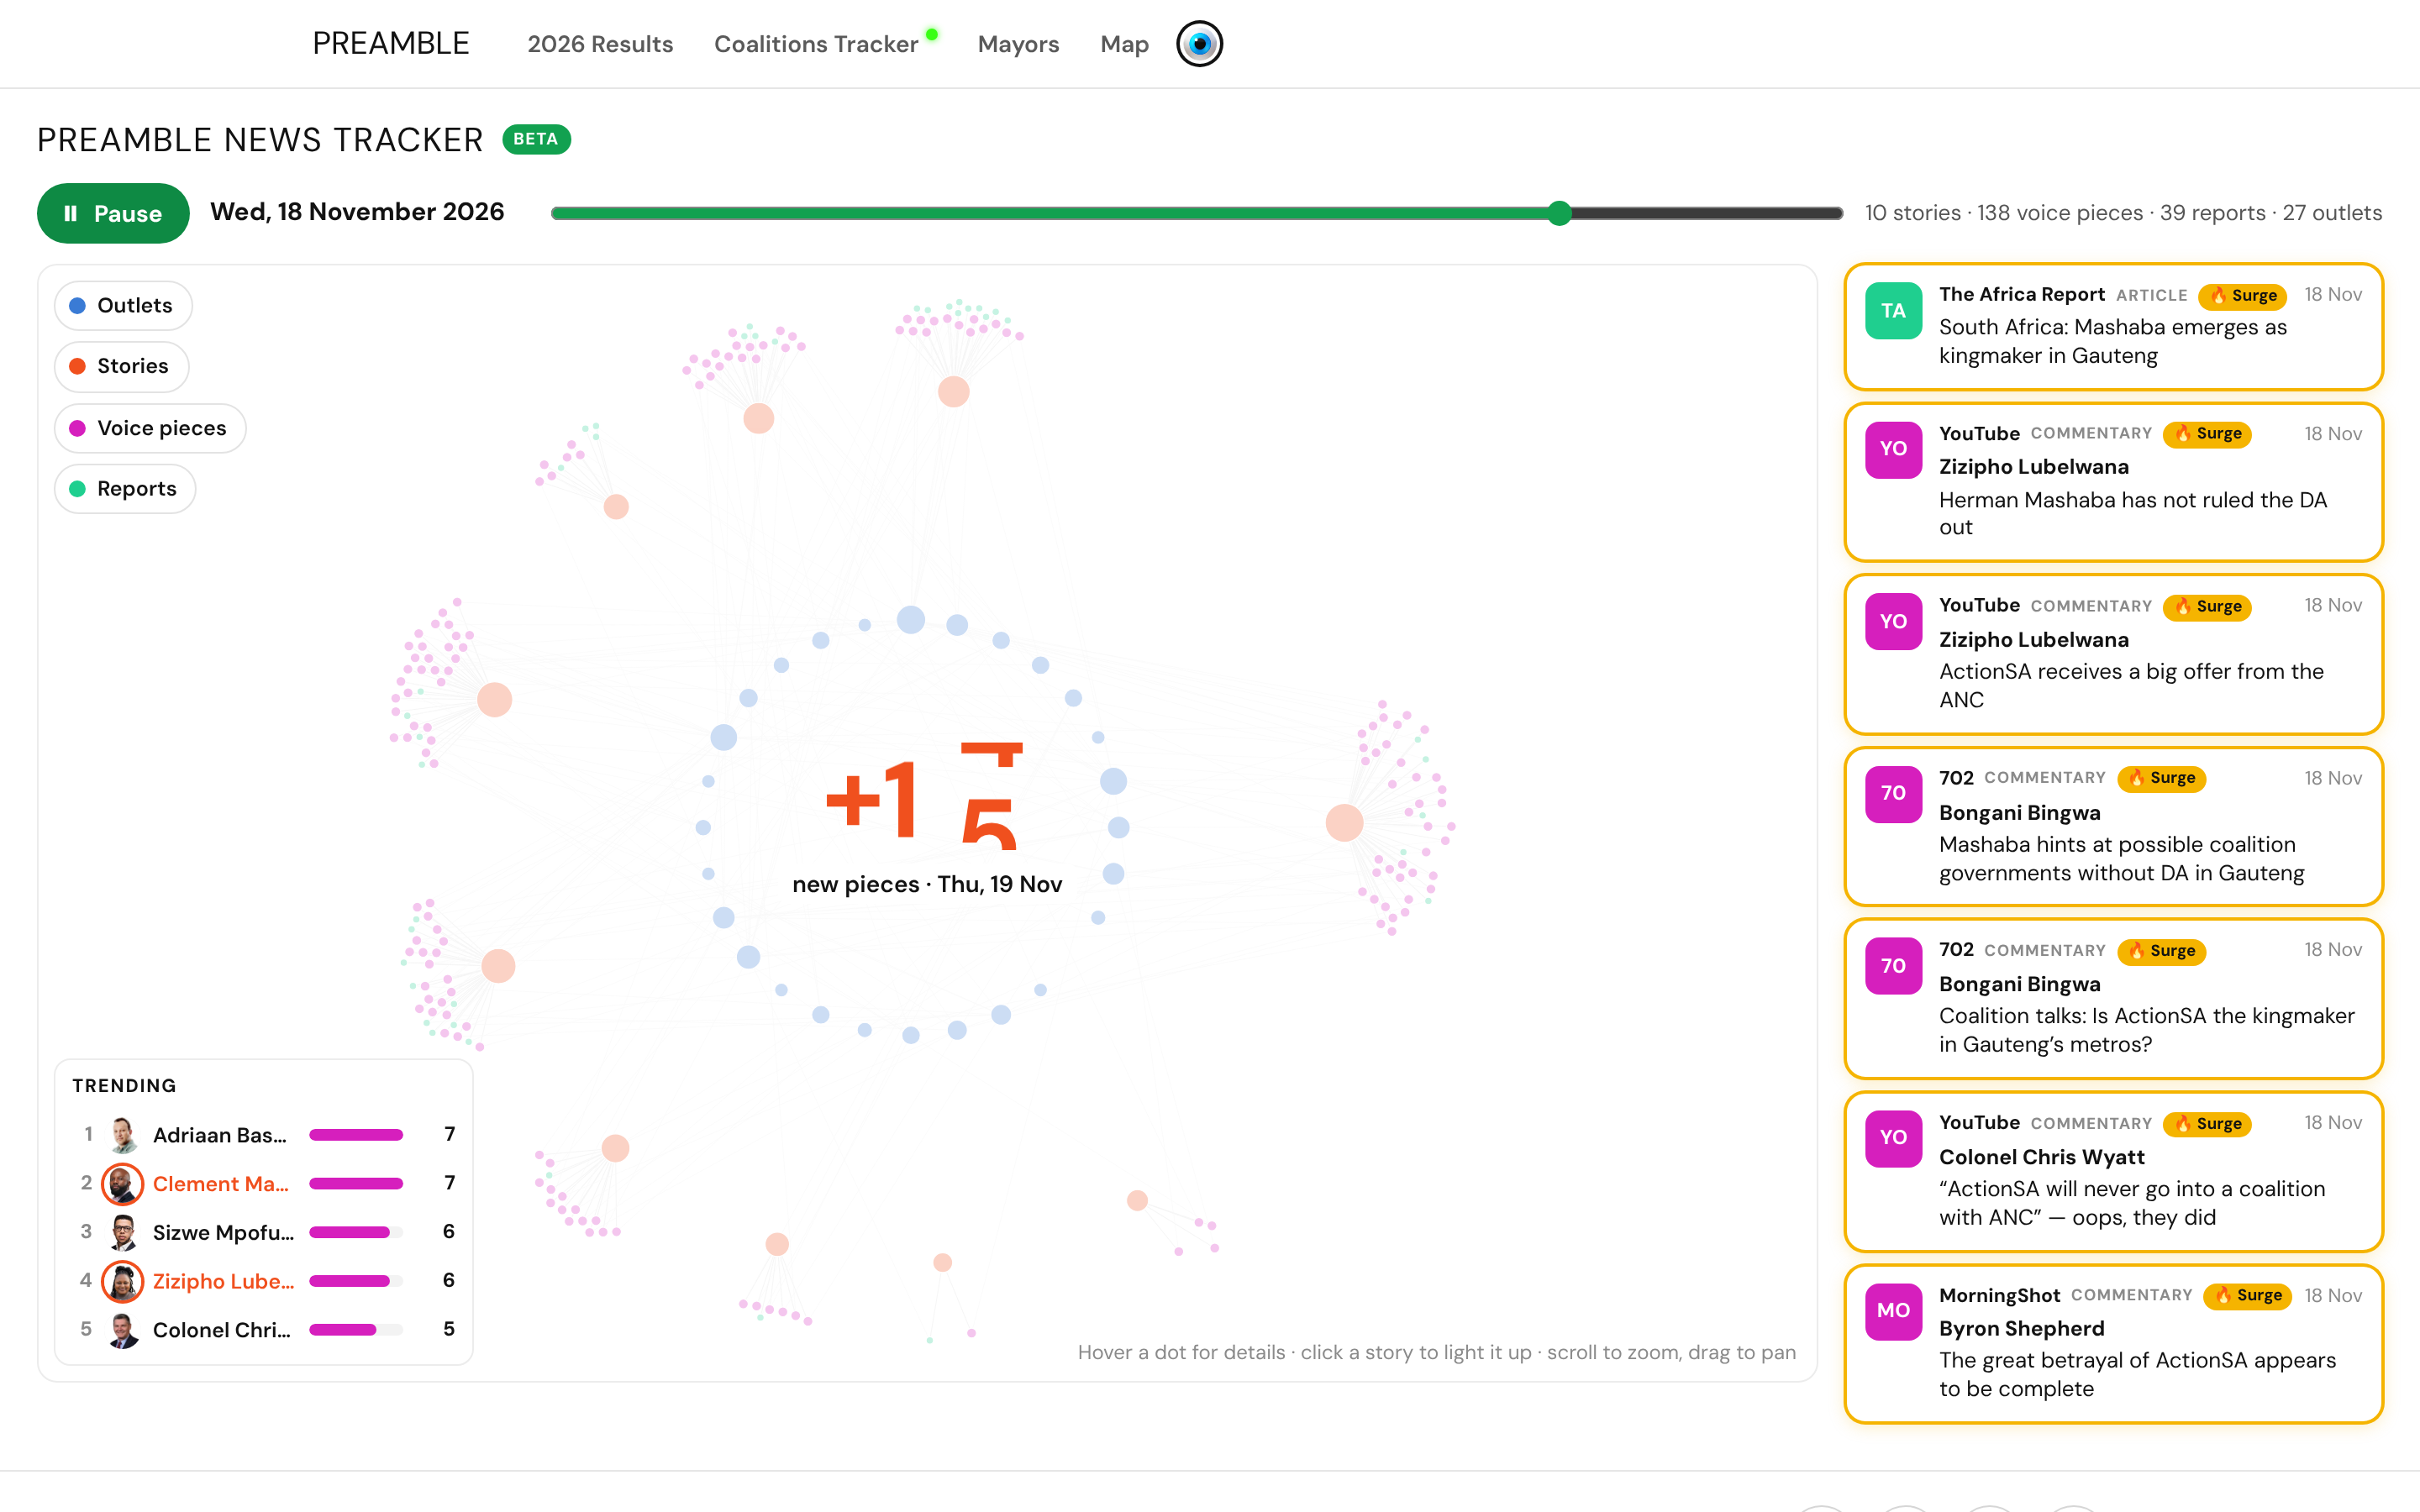 PREAMBLE 2026 Results Coalitions Tracker Mayors Map
PREAMBLE NEWS TRACKER BETA
Pause Wed, 18 November 2026 10 stories · 138 voice pieces · 39 reports · 27 outlets
Outlets
Stories
Voice pieces
Reports
+1
new pieces · Thu, 19 Nov
TRENDING
1 Adriaan Bas... 7
2 Clement Ma... 7
3 Sizwe Mpofu... 6
4 Zizipho Lube... 6
5 Colonel Chri... 5
Hover a dot for details · click a story to light it up · scroll to zoom, drag to pan
TA The Africa Report ARTICLE 🔥 Surge 18 Nov
South Africa: Mashaba emerges as
kingmaker in Gauteng
YO YouTube COMMENTARY 🔥 Surge 18 Nov
Zizipho Lubelwana
Herman Mashaba has not ruled the DA
out
YO YouTube COMMENTARY 🔥 Surge 18 Nov
Zizipho Lubelwana
ActionSA receives a big offer from the
ANC
70 702 COMMENTARY 🔥 Surge 18 Nov
Bongani Bingwa
Mashaba hints at possible coalition
governments without DA in Gauteng
70 702 COMMENTARY 🔥 Surge 18 Nov
Bongani Bingwa
Coalition talks: Is ActionSA the kingmaker
in Gauteng’s metros?
YO YouTube COMMENTARY 🔥 Surge 18 Nov
Colonel Chris Wyatt
“ActionSA will never go into a coalition
with ANC” — oops, they did
MO MorningShot COMMENTARY 🔥 Surge 18 Nov
Byron Shepherd
The great betrayal of ActionSA appears
to be complete